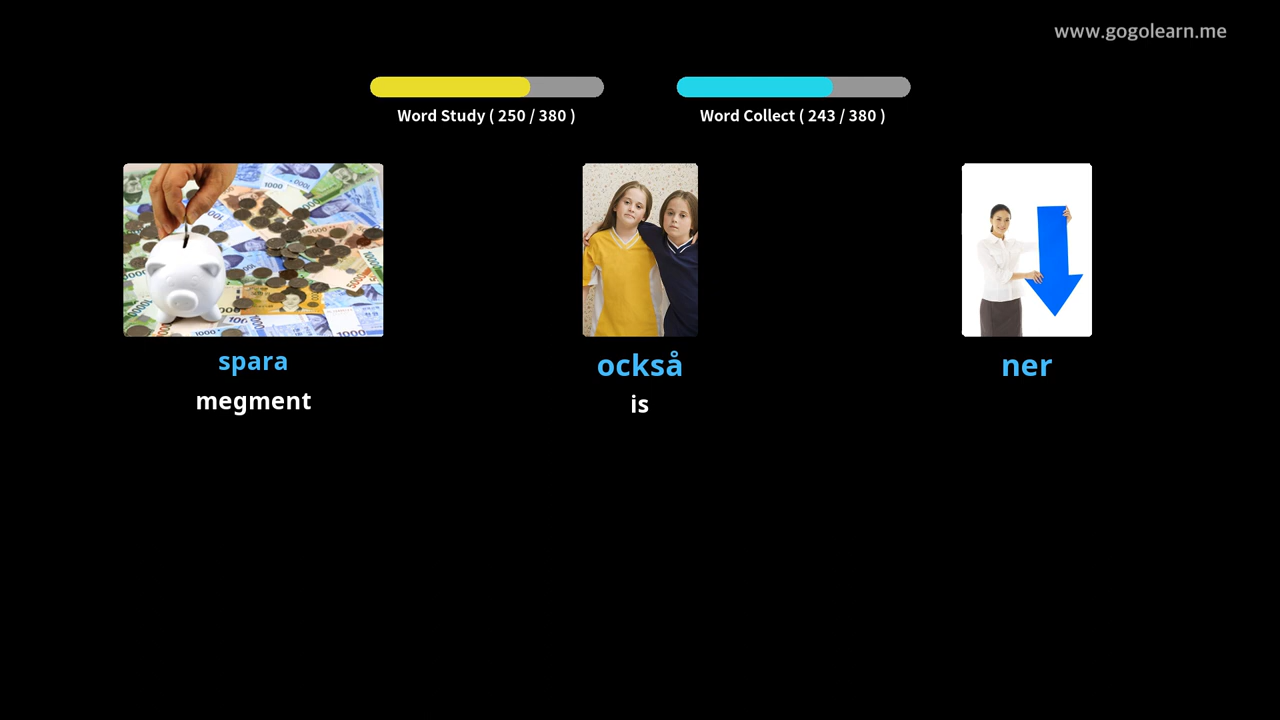 www.gogolearn.me
Word Study ( 250 / 380 )
Word Collect ( 243 / 380 )
spara
megment
också
is
ner